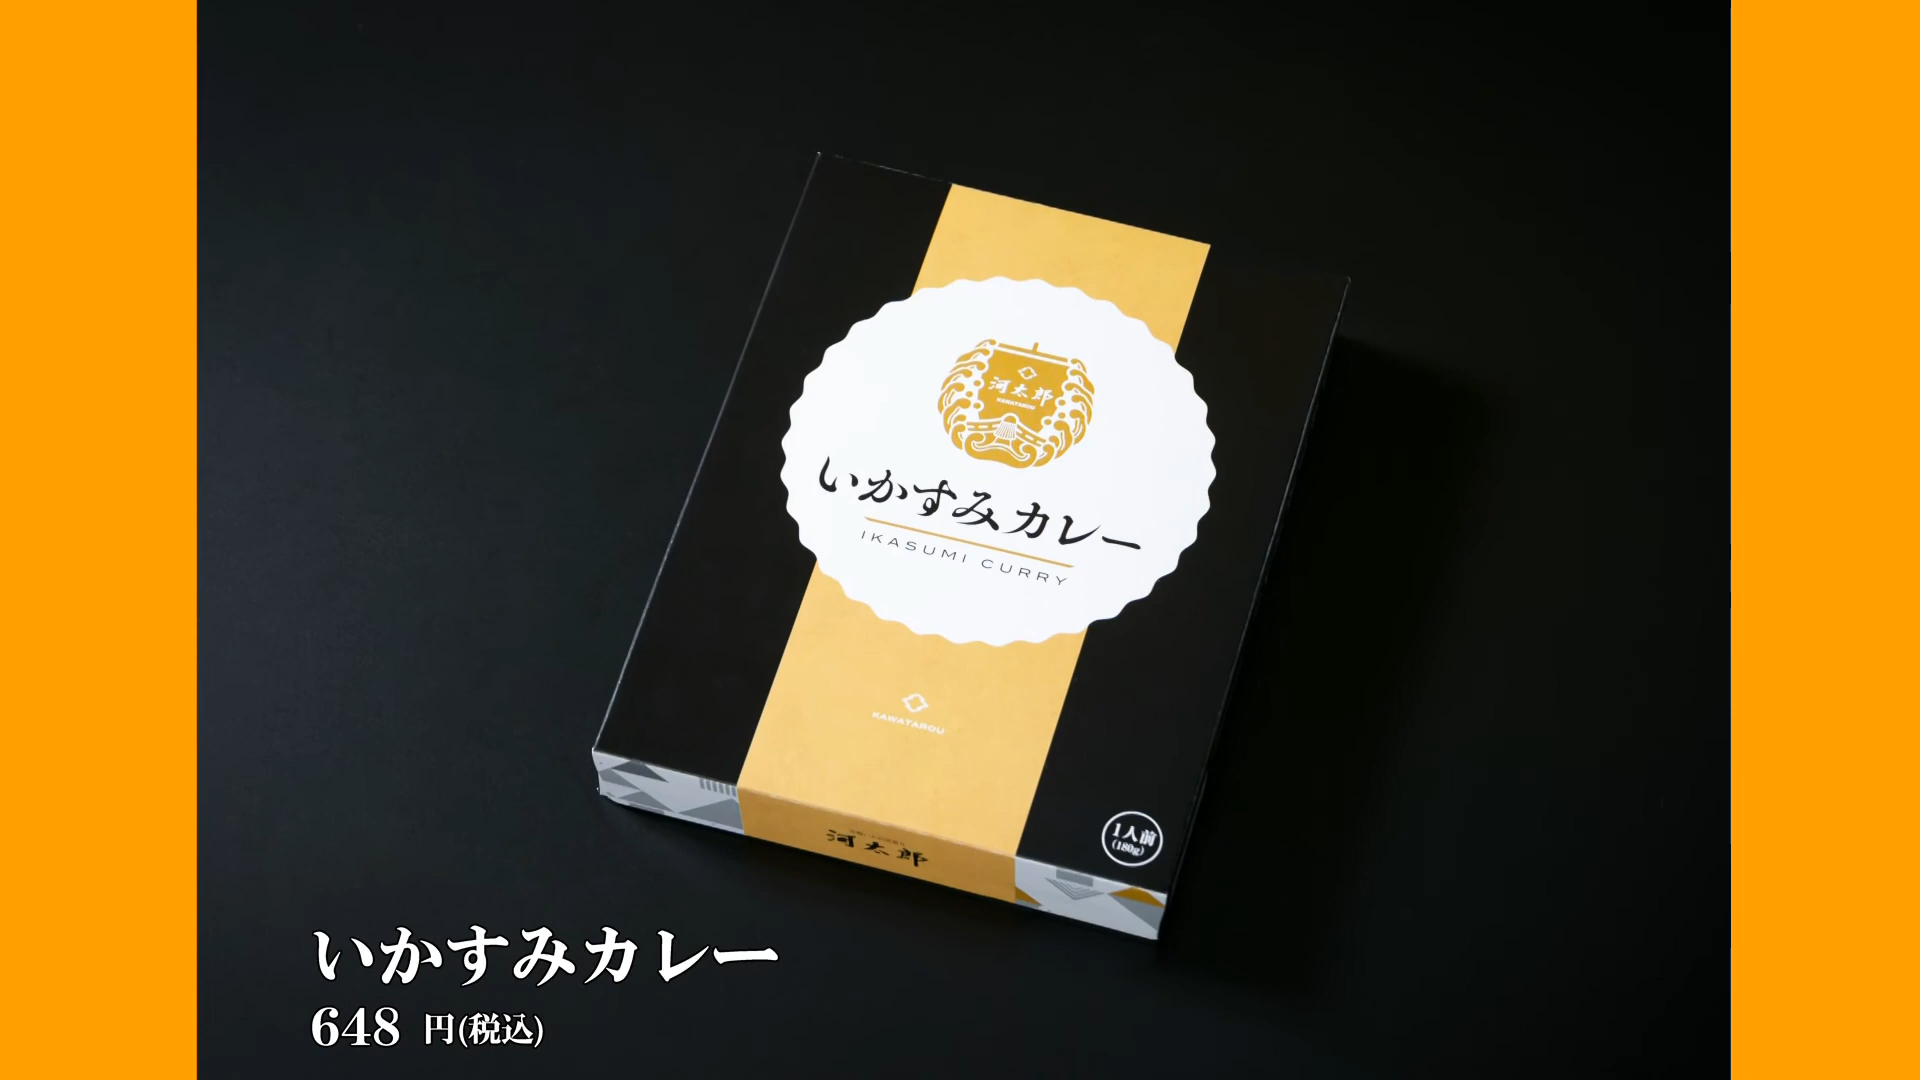 河太郎
KAWATAROU
いかすみカレー
IKASUMI CURRY
KAWATAROU
河太郎
1人前
(180g)
いかすみカレー
648 円(税込)